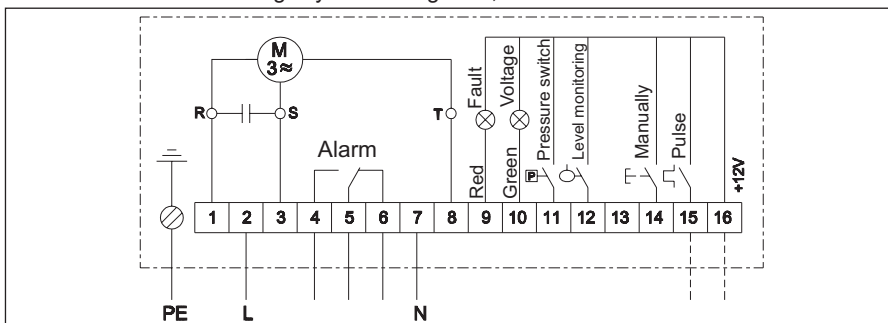 M
3≈
R
S
T
Alarm
Fault
Red
Voltage
Green
Pressure switch
P
Level monitoring
Manually
Pulse
+12V
1 2 3 4 5 6 7 8 9 10 11 12 13 14 15 16
PE L N